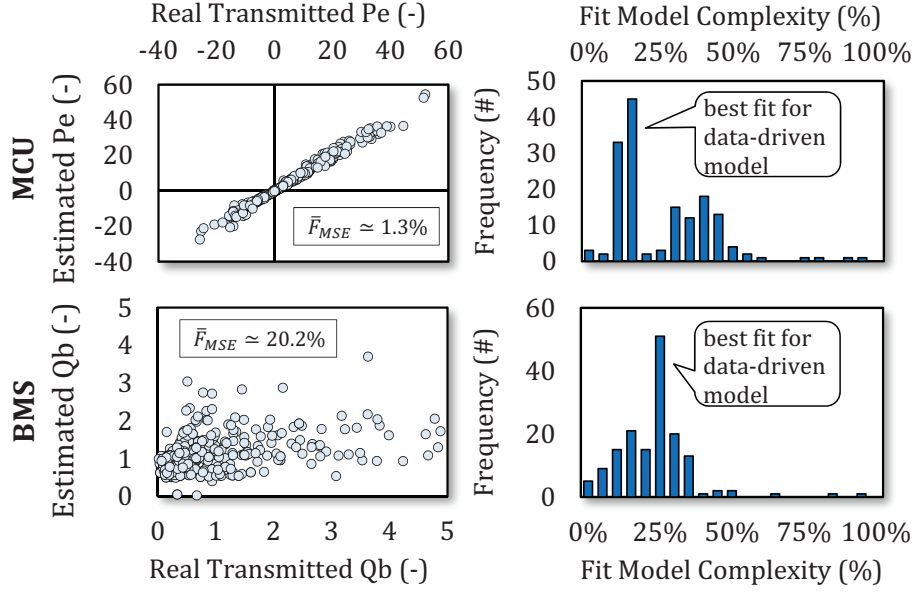 Real Transmitted Pe (-)
-40 -20 0 20 40 60
MCU
Estimated Pe (-)
60
40
20
0
-20
-40
F̄MSE ≃ 1.3%
Fit Model Complexity (%)
0% 25% 50% 75% 100%
Frequency (#)
50
40
30
20
10
0
best fit for
data-driven
model
BMS
Estimated Qb (-)
5
4
3
2
1
0
F̄MSE ≃ 20.2%
0 1 2 3 4 5
Real Transmitted Qb (-)
Frequency (#)
60
40
20
0
best fit for
data-driven
model
0% 25% 50% 75% 100%
Fit Model Complexity (%)